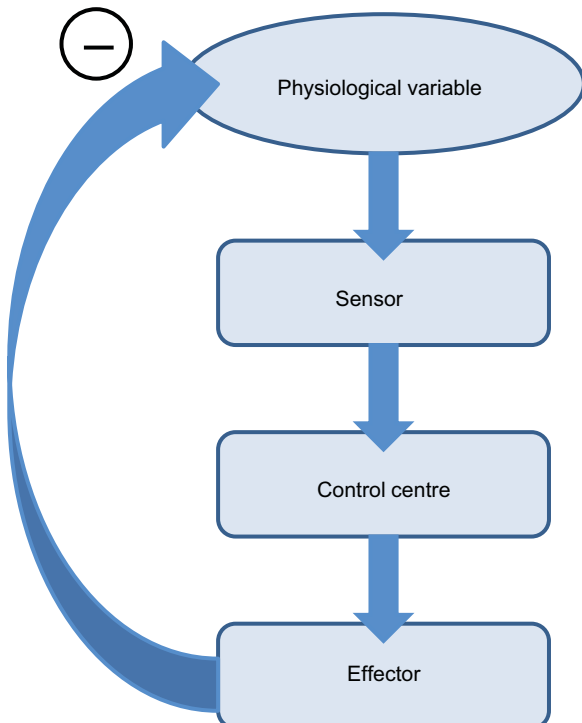 −
Physiological variable
Sensor
Control centre
Effector